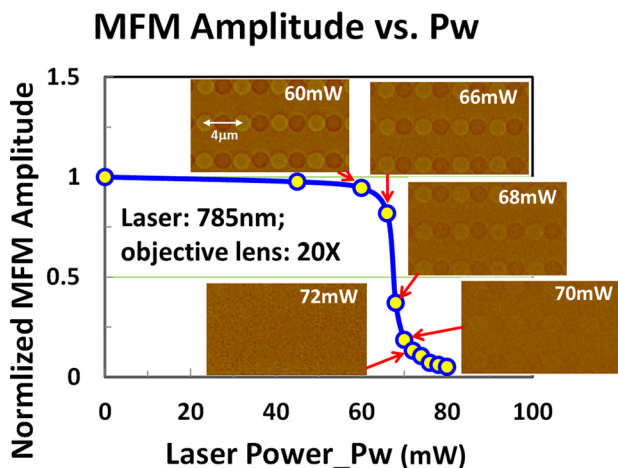 MFM Amplitude vs. Pw
Normlized MFM Amplitude
1.5
1
0.5
0
60mW
4μm
66mW
68mW
Laser: 785nm;
objective lens: 20X
72mW
70mW
0
20
40
60
80
100
Laser Power_Pw (mW)